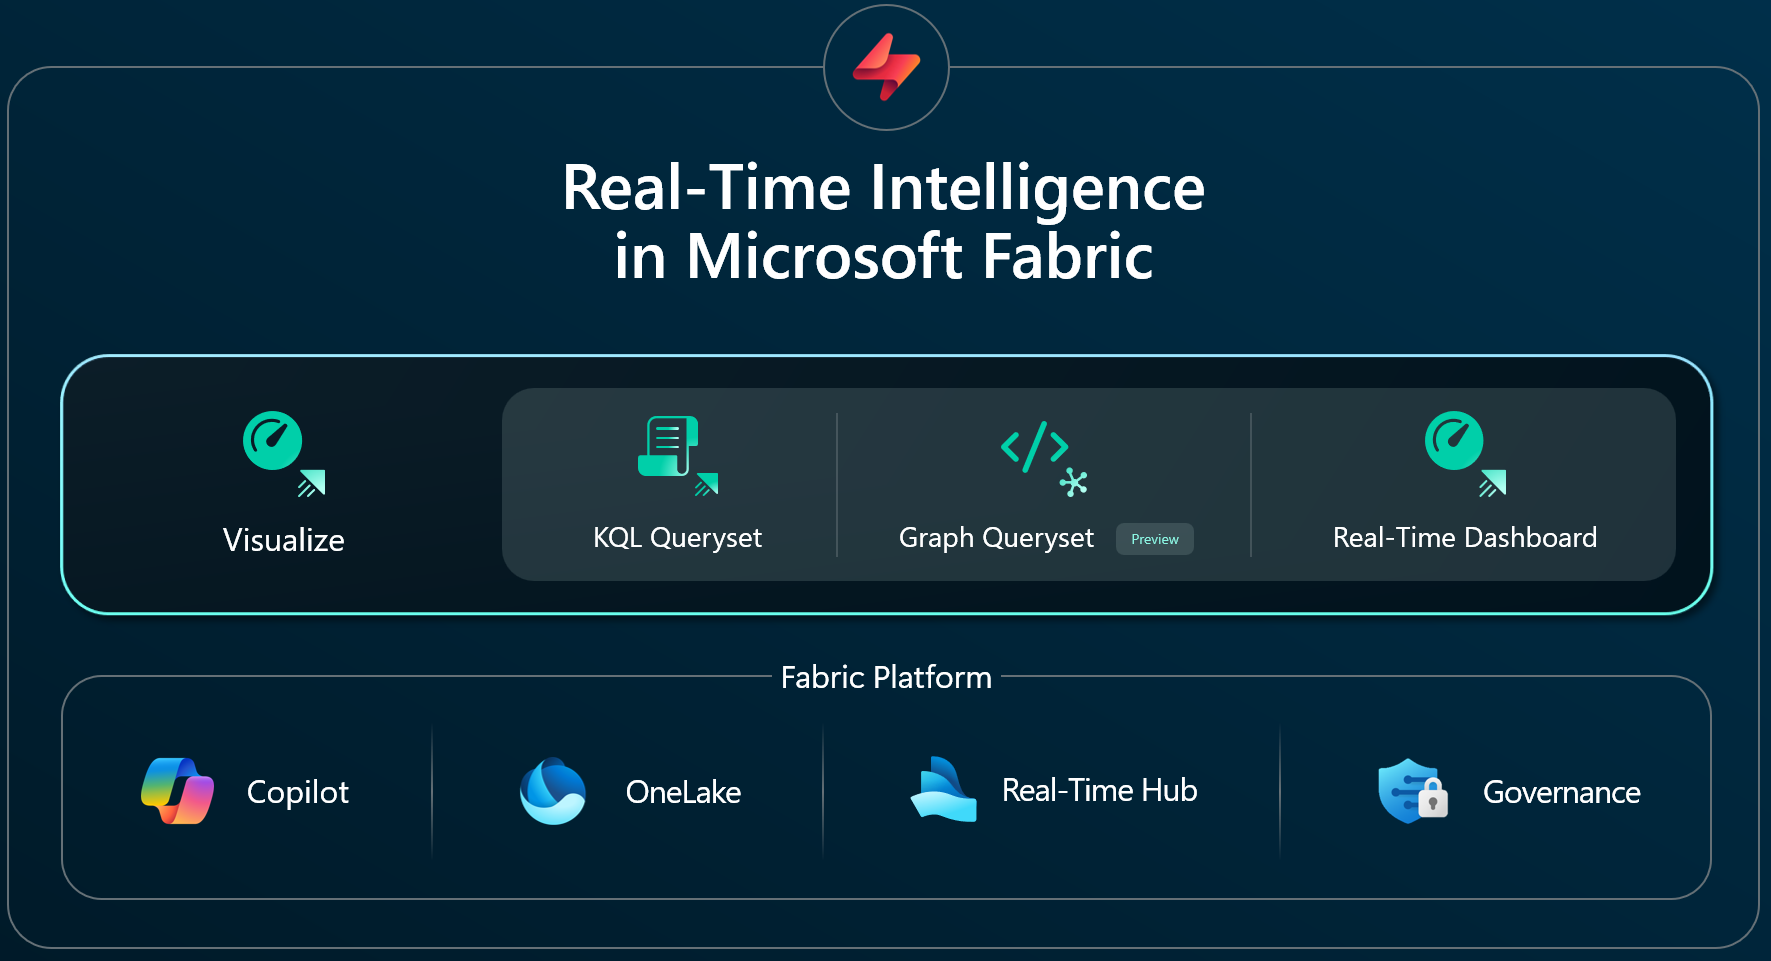 Real-Time Intelligence
in Microsoft Fabric
Visualize
KQL Queryset
Graph Queryset
Preview
Real-Time Dashboard
Fabric Platform
Copilot
OneLake
Real-Time Hub
Governance